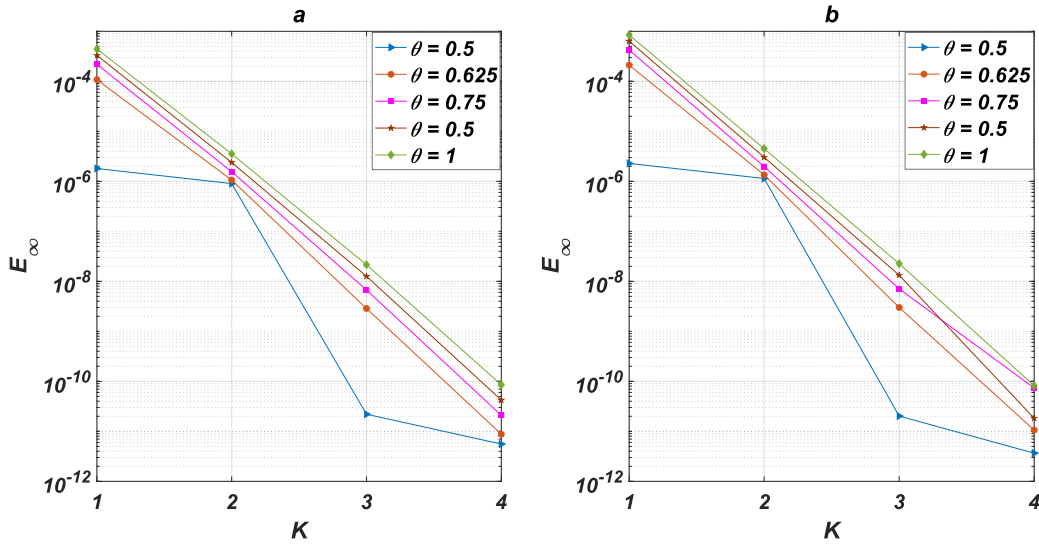 a
10^-4
10^-6
10^-8
10^-10
10^-12
E_∞
1 2 3 4
K
θ = 0.5
θ = 0.625
θ = 0.75
θ = 0.5
θ = 1
b
10^-4
10^-6
10^-8
10^-10
10^-12
E_∞
1 2 3 4
K
θ = 0.5
θ = 0.625
θ = 0.75
θ = 0.5
θ = 1